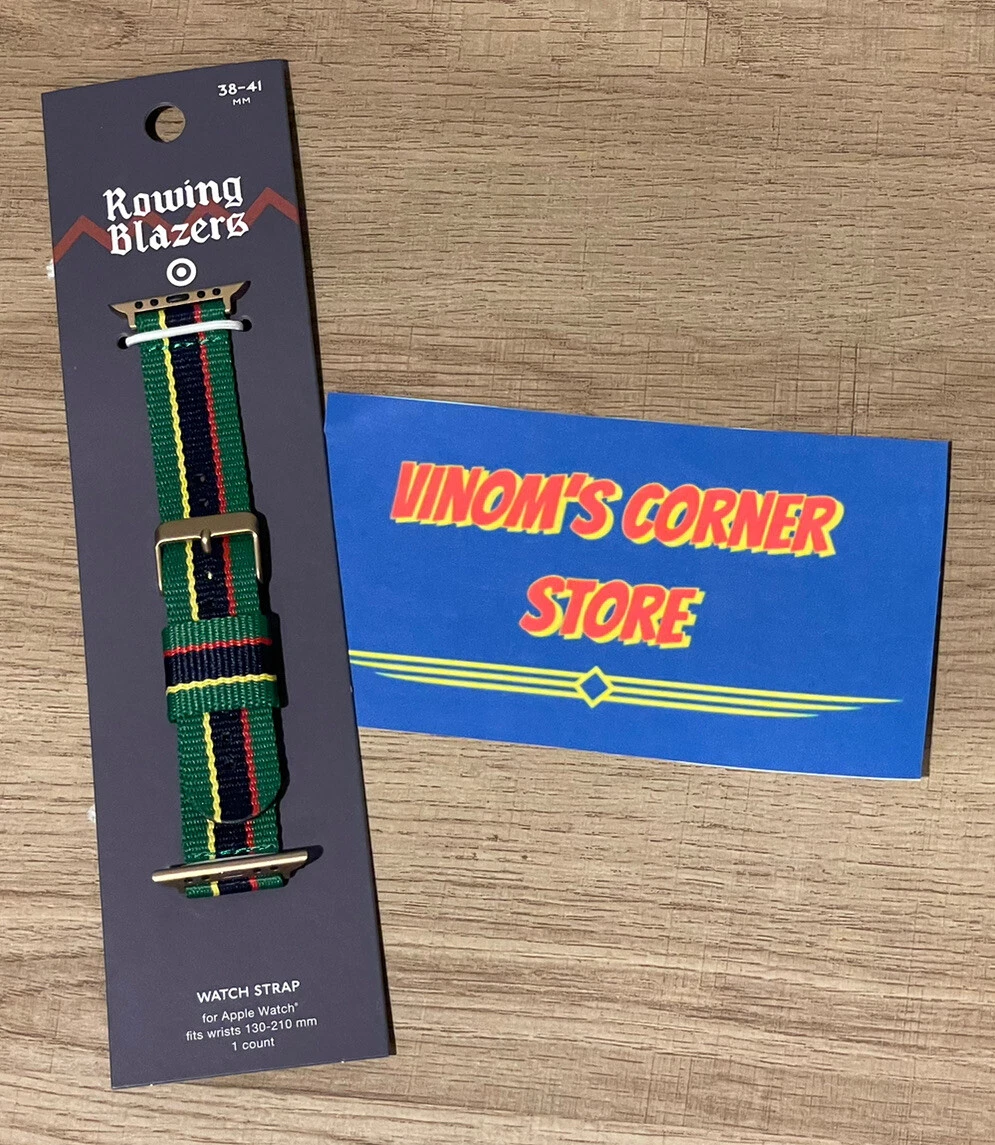 38–41
MM
Rowing
Blazers
WATCH STRAP
for Apple Watch®
fits wrists 130-210 mm
1 count
VINOM'S CORNER
STORE